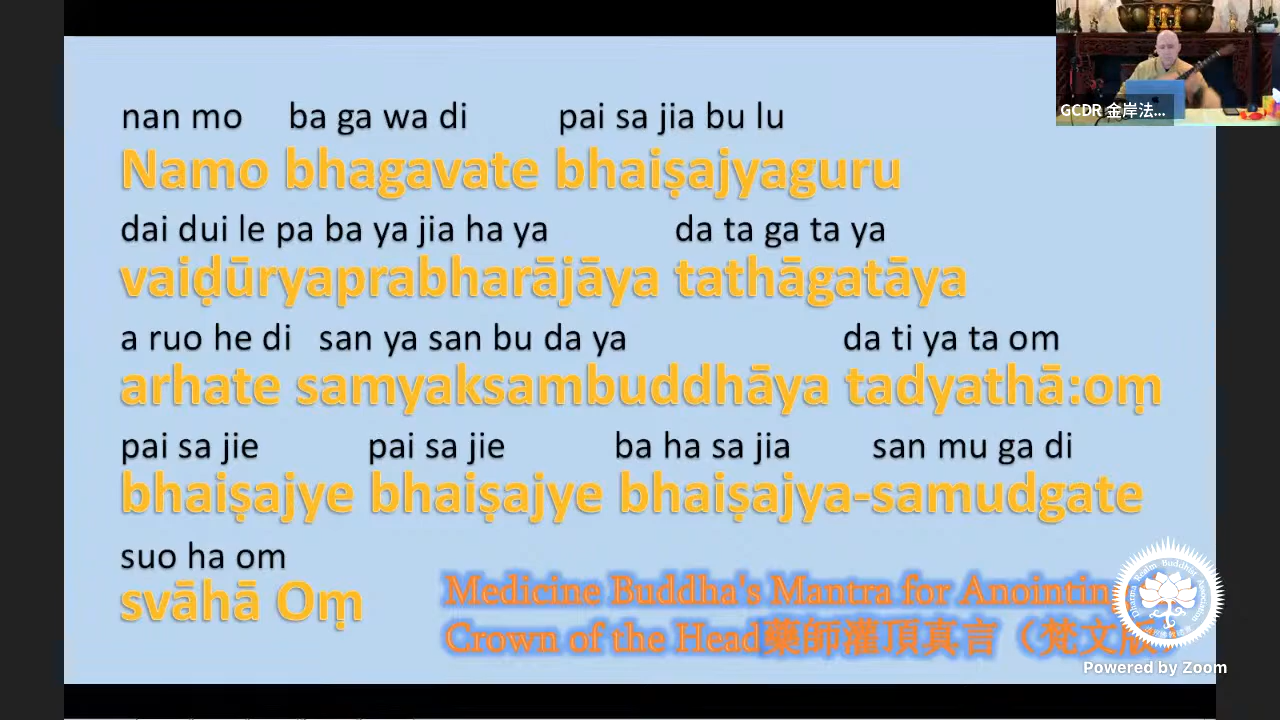 GCDR 金岸法...
nan mo ba ga wa di pai sa jia bu lu
Namo bhagavate bhaiṣajyaguru
dai dui le pa ba ya jia ha ya da ta ga ta ya
vaiḍūryaprabharājāya tathāgatāya
a ruo he di san ya san bu da ya da ti ya ta om
arhate samyaksambuddhāya tadyathā:oṃ
pai sa jie pai sa jie ba ha sa jia san mu ga di
bhaiṣajye bhaiṣajye bhaiṣajya-samudgate
suo ha om
svāhā Oṃ
Medicine Buddha's Mantra for Anointin
Crown of the Head藥師灌頂真言（梵文版
Dharma Realm Buddhist Association
Powered by Zoom